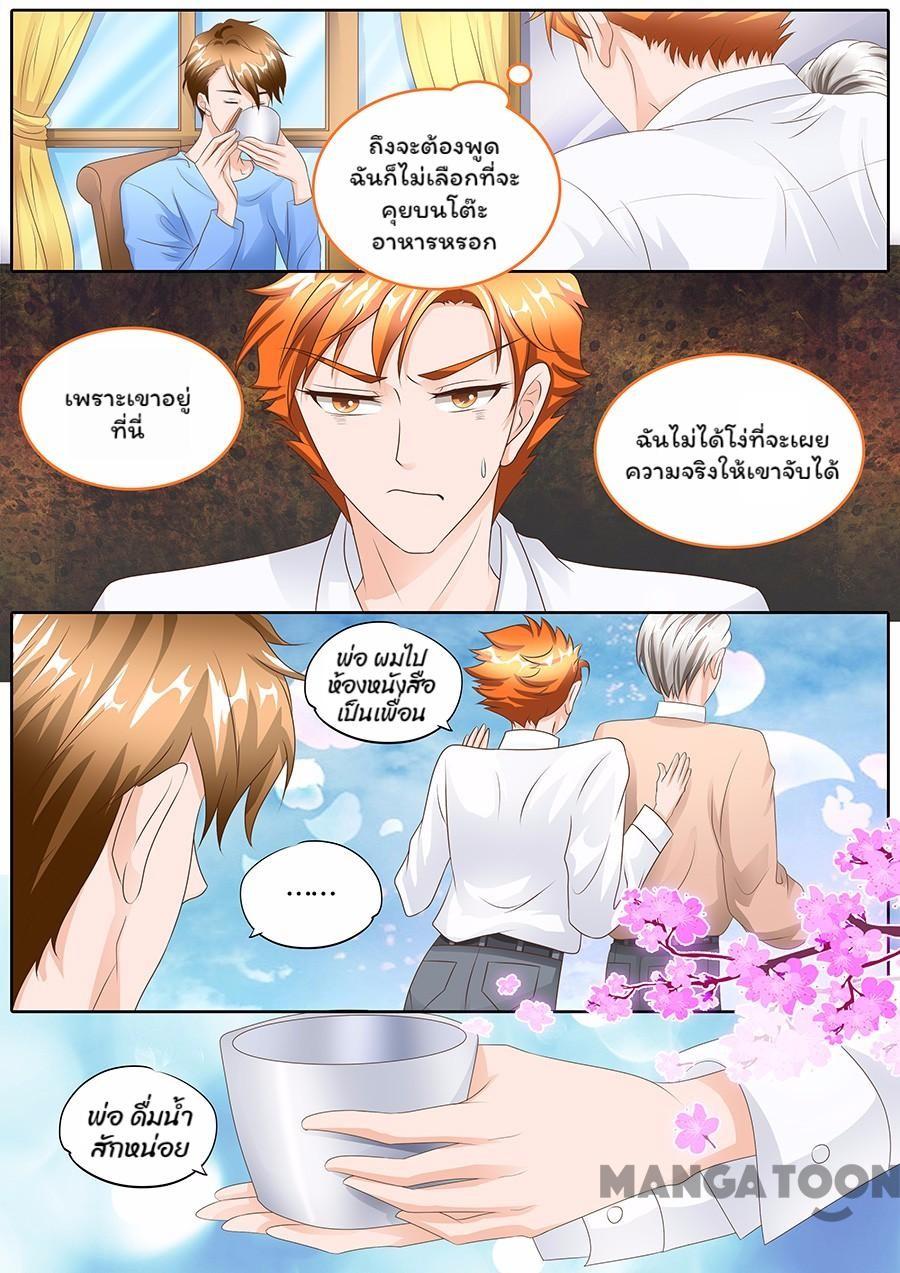 ถึงจะต้องพูด
ฉันก็ไม่เลือกที่จะ
คุยบนโต๊ะ
อาหารหรอก
เพราะเขาอยู่
ที่นี่
ฉันไม่ได้โง่ที่จะเผย
ความจริงให้เขาจับได้
พ่อ ผมไป
ห้องหนังสือ
เป็นเพื่อน
......
พ่อ ดื่มน้ำ
สักหน่อย
MANGATOON